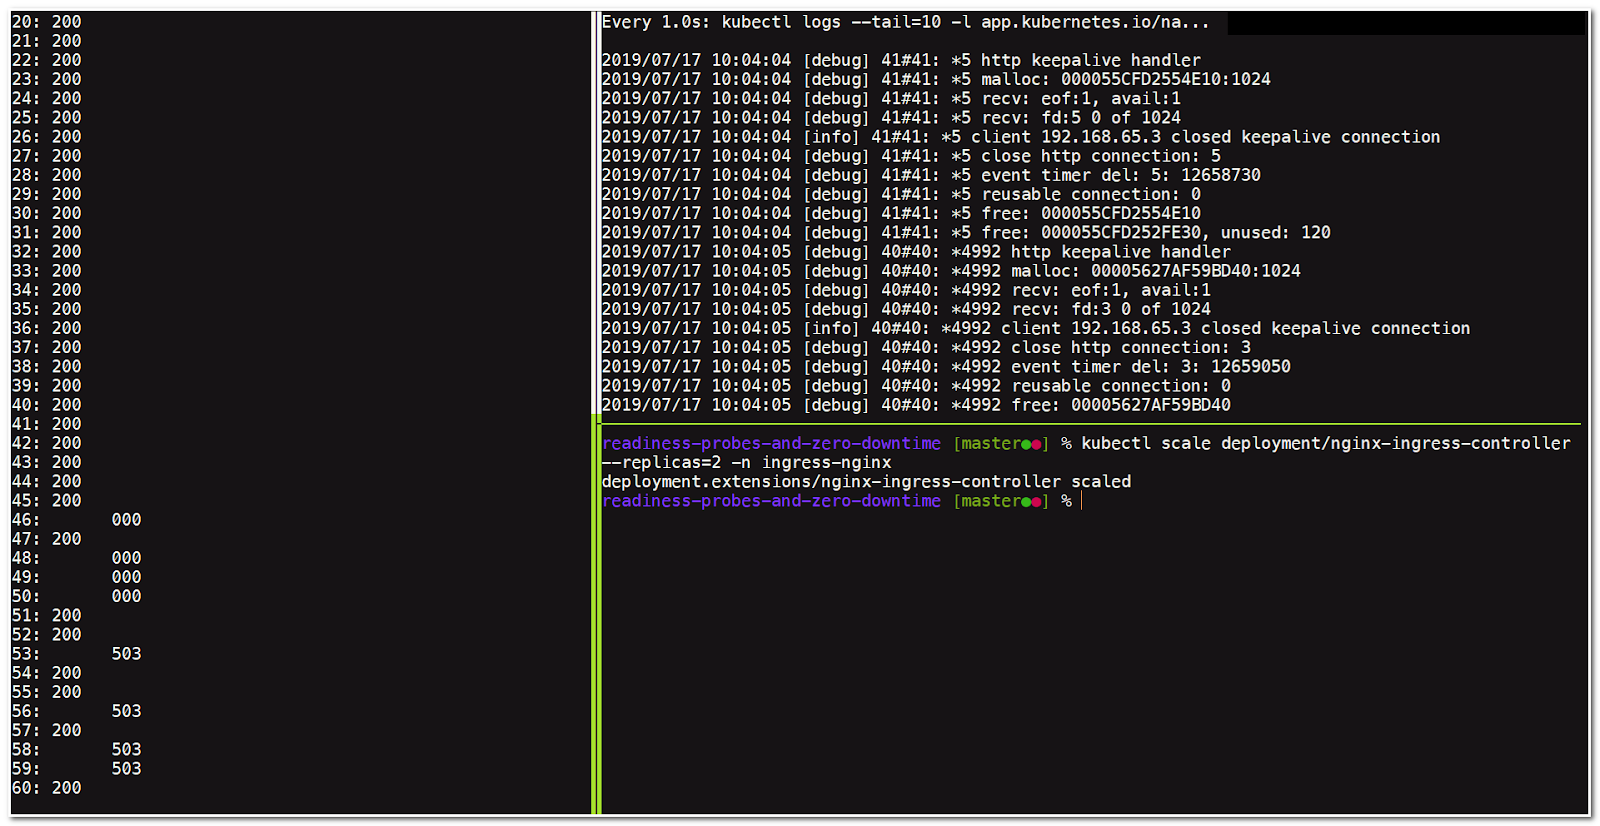 20: 200
21: 200
22: 200
23: 200
24: 200
25: 200
26: 200
27: 200
28: 200
29: 200
30: 200
31: 200
32: 200
33: 200
34: 200
35: 200
36: 200
37: 200
38: 200
39: 200
40: 200
41: 200
42: 200
43: 200
44: 200
45: 200
46:       000
47: 200
48:       000
49:       000
50:       000
51: 200
52: 200
53:       503
54: 200
55: 200
56:       503
57: 200
58:       503
59:       503
60: 200
Every 1.0s: kubectl logs --tail=10 -l app.kubernetes.io/na...
2019/07/17 10:04:04 [debug] 41#41: *5 http keepalive handler
2019/07/17 10:04:04 [debug] 41#41: *5 malloc: 000055CFD2554E10:1024
2019/07/17 10:04:04 [debug] 41#41: *5 recv: eof:1, avail:1
2019/07/17 10:04:04 [debug] 41#41: *5 recv: fd:5 0 of 1024
2019/07/17 10:04:04 [info] 41#41: *5 client 192.168.65.3 closed keepalive connection
2019/07/17 10:04:04 [debug] 41#41: *5 close http connection: 5
2019/07/17 10:04:04 [debug] 41#41: *5 event timer del: 5: 12658730
2019/07/17 10:04:04 [debug] 41#41: *5 reusable connection: 0
2019/07/17 10:04:04 [debug] 41#41: *5 free: 000055CFD2554E10
2019/07/17 10:04:04 [debug] 41#41: *5 free: 000055CFD252FE30, unused: 120
2019/07/17 10:04:05 [debug] 40#40: *4992 http keepalive handler
2019/07/17 10:04:05 [debug] 40#40: *4992 malloc: 00005627AF59BD40:1024
2019/07/17 10:04:05 [debug] 40#40: *4992 recv: eof:1, avail:1
2019/07/17 10:04:05 [debug] 40#40: *4992 recv: fd:3 0 of 1024
2019/07/17 10:04:05 [info] 40#40: *4992 client 192.168.65.3 closed keepalive connection
2019/07/17 10:04:05 [debug] 40#40: *4992 close http connection: 3
2019/07/17 10:04:05 [debug] 40#40: *4992 event timer del: 3: 12659050
2019/07/17 10:04:05 [debug] 40#40: *4992 reusable connection: 0
2019/07/17 10:04:05 [debug] 40#40: *4992 free: 00005627AF59BD40
readiness-probes-and-zero-downtime [master●●] % kubectl scale deployment/nginx-ingress-controller
--replicas=2 -n ingress-nginx
deployment.extensions/nginx-ingress-controller scaled
readiness-probes-and-zero-downtime [master●●] %